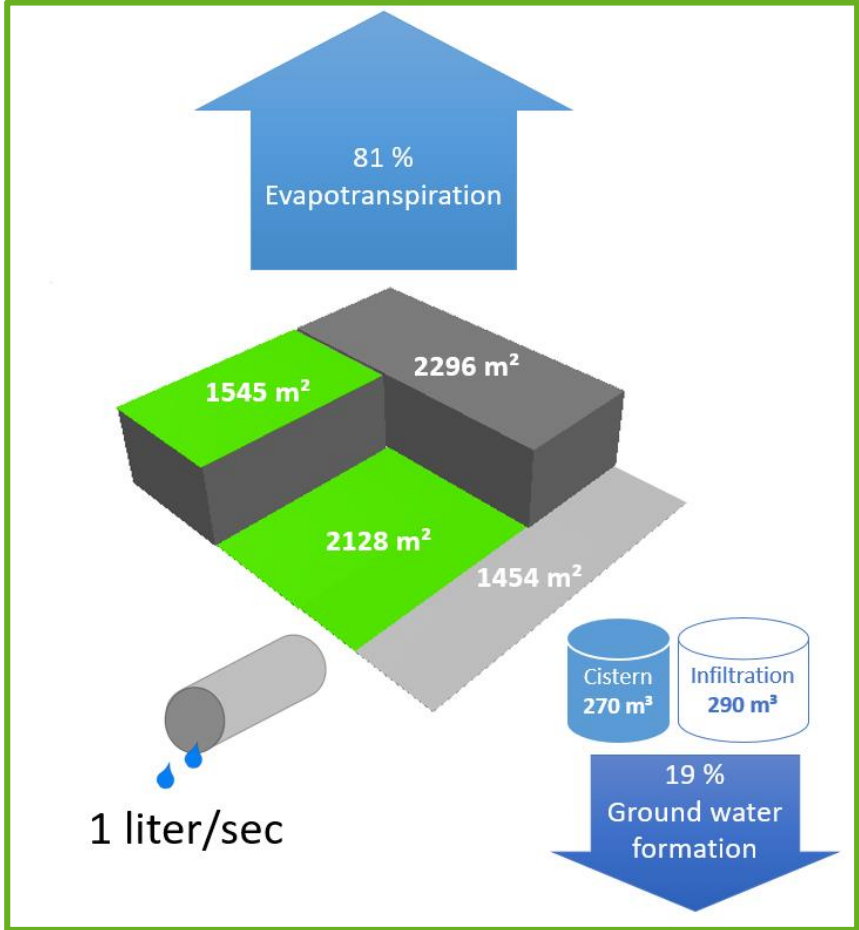 81 %
Evapotranspiration
2296 m²
1545 m²
2128 m²
1454 m²
Cistern
270 m³
Infiltration
290 m³
19 %
Ground water
formation
1 liter/sec